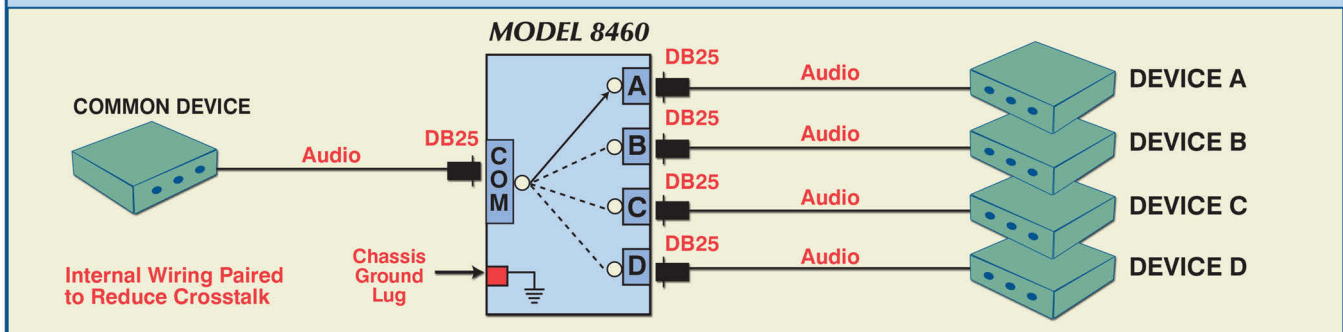 MODEL 8460
COMMON DEVICE
Audio
DB25
COM
A
DB25
Audio
DEVICE A
B
DB25
Audio
DEVICE B
C
DB25
Audio
DEVICE C
D
DB25
Audio
DEVICE D
Chassis
Ground
Lug
Internal Wiring Paired
to Reduce Crosstalk